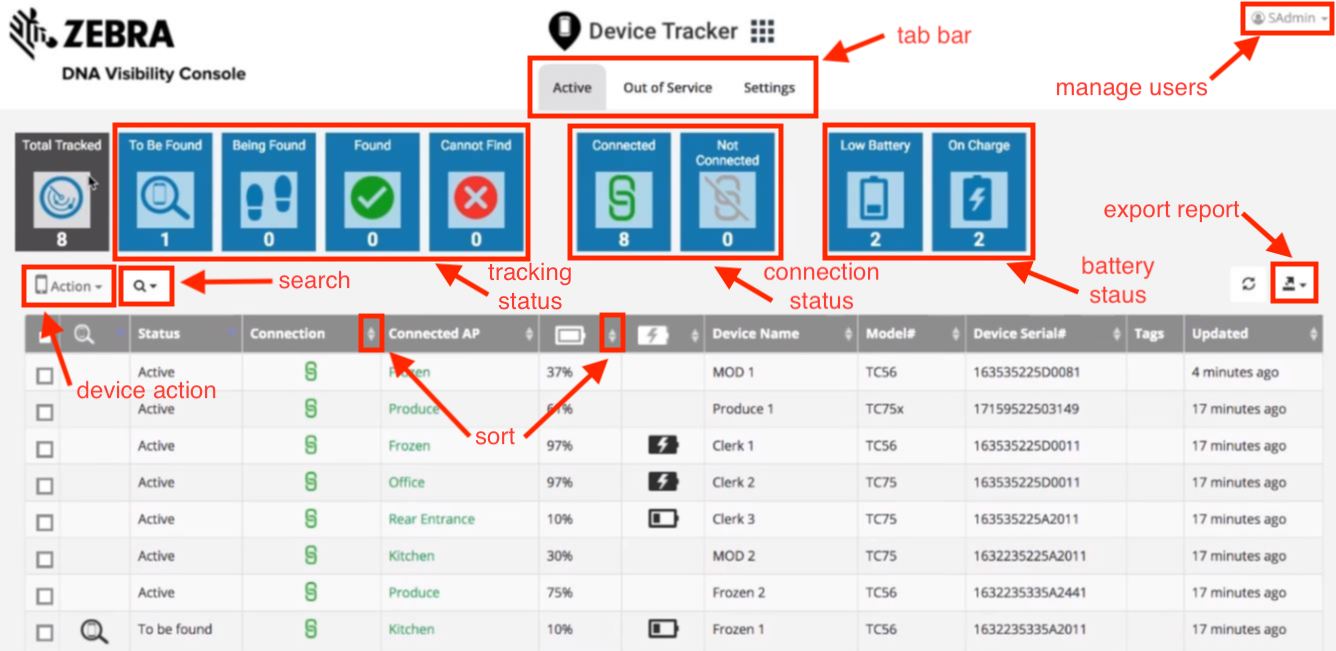 ZEBRA
DNA Visibility Console
Device Tracker
SAdmin
tab bar
manage users
Active Out of Service Settings
Total Tracked
8
To Be Found
1
Being Found
0
Found
0
Cannot Find
0
Connected
8
Not
Connected
0
Low Battery
2
On Charge
2
export report
Action
search
tracking
status
connection
status
battery
staus
Status Connection Connected AP Device Name Model# Device Serial# Tags Updated
device action
sort
Active Frozen 37% MOD 1 TC56 163535225D0081 4 minutes ago
Active Produce 61% Produce 1 TC75x 17159522503149 17 minutes ago
Active Frozen 97% Clerk 1 TC56 163535225D0011 17 minutes ago
Active Office 97% Clerk 2 TC75 163535225D0011 17 minutes ago
Active Rear Entrance 10% Clerk 3 TC75 163535225A2011 17 minutes ago
Active Kitchen 30% MOD 2 TC75 1632235225A2011 17 minutes ago
Active Produce 75% Frozen 2 TC56 1632235335A2441 17 minutes ago
To be found Kitchen 10% Frozen 1 TC56 1632235335A2011 17 minutes ago